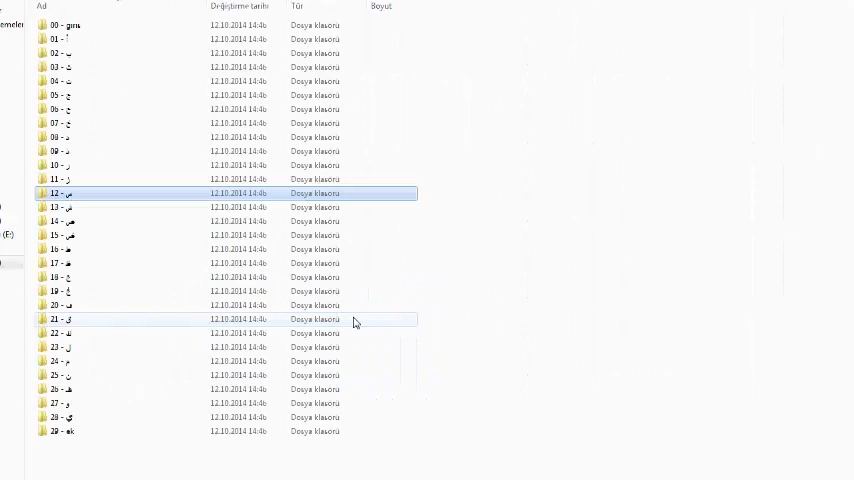 Ad Değiştirme tarihi Tür Boyut
emeler
00 - giriş 12.10.2014 14:46 Dosya klasörü
01 - أ 12.10.2014 14:46 Dosya klasörü
02 - ب 12.10.2014 14:46 Dosya klasörü
03 - ث 12.10.2014 14:46 Dosya klasörü
04 - ت 12.10.2014 14:46 Dosya klasörü
05 - ج 12.10.2014 14:46 Dosya klasörü
06 - ح 12.10.2014 14:46 Dosya klasörü
07 - خ 12.10.2014 14:46 Dosya klasörü
08 - د 12.10.2014 14:46 Dosya klasörü
09 - ذ 12.10.2014 14:46 Dosya klasörü
10 - ر 12.10.2014 14:46 Dosya klasörü
11 - ز 12.10.2014 14:46 Dosya klasörü
12 - س 12.10.2014 14:46 Dosya klasörü
13 - ش 12.10.2014 14:46 Dosya klasörü
14 - ص 12.10.2014 14:46 Dosya klasörü
15 - ض 12.10.2014 14:46 Dosya klasörü
(E:)
16 - ط 12.10.2014 14:46 Dosya klasörü
17 - ظ 12.10.2014 14:46 Dosya klasörü
18 - ع 12.10.2014 14:46 Dosya klasörü
19 - غ 12.10.2014 14:46 Dosya klasörü
20 - ف 12.10.2014 14:46 Dosya klasörü
21 - ق 12.10.2014 14:46 Dosya klasörü
22 - ك 12.10.2014 14:46 Dosya klasörü
23 - ل 12.10.2014 14:46 Dosya klasörü
24 - م 12.10.2014 14:46 Dosya klasörü
25 - ن 12.10.2014 14:46 Dosya klasörü
26 - هـ 12.10.2014 14:46 Dosya klasörü
27 - و 12.10.2014 14:46 Dosya klasörü
28 - ي 12.10.2014 14:46 Dosya klasörü
29 - ek 12.10.2014 14:46 Dosya klasörü